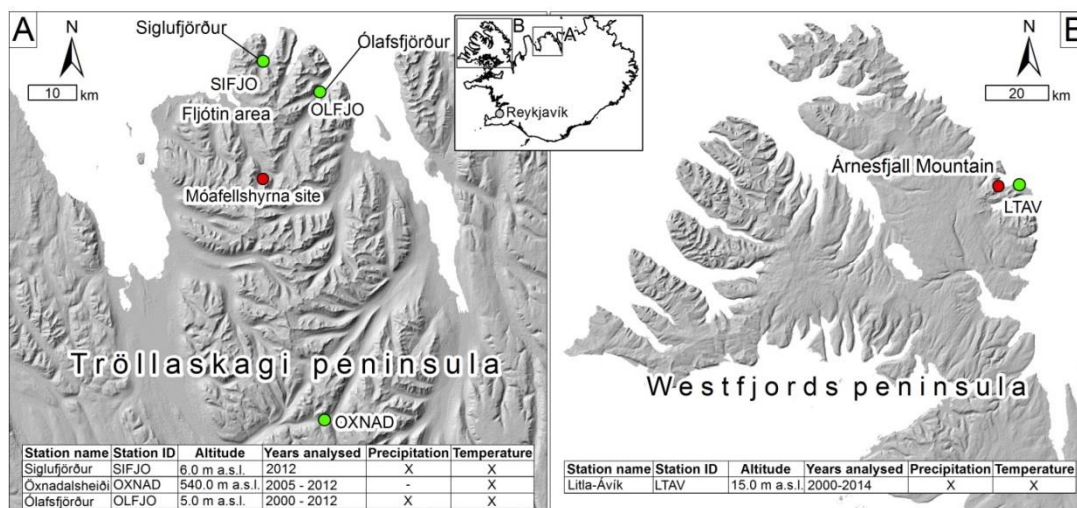 A
N
10 km
Siglufjörður
SIFJO
Ólafsfjörður
OLFJO
Fljótin area
Móafellshyrna site
Tröllaskagi peninsula
OXNAD
Station name Station ID Altitude Years analysed Precipitation Temperature
Siglufjörður SIFJO 6.0 m a.s.l. 2012 X X
Öxnadalsheiði OXNAD 540.0 m a.s.l. 2005 - 2012 - X
Ólafsfjörður OLFJO 5.0 m a.s.l. 2000 - 2012 X X
B
A
Reykjavík
B
N
20 km
Árnesfjall Mountain
LTAV
Westfjords peninsula
Station name Station ID Altitude Years analysed Precipitation Temperature
Litla-Ávík LTAV 15.0 m a.s.l. 2000-2014 X X